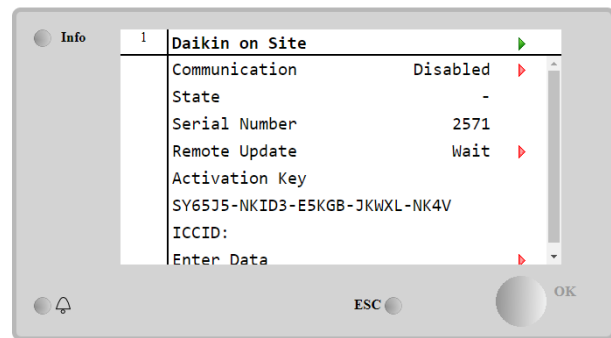 Info
1 Daikin on Site
Communication Disabled
State -
Serial Number 2571
Remote Update Wait
Activation Key
SY65J5-NKID3-E5KGB-JKWXL-NK4V
ICCID:
Enter Data
ESC
OK